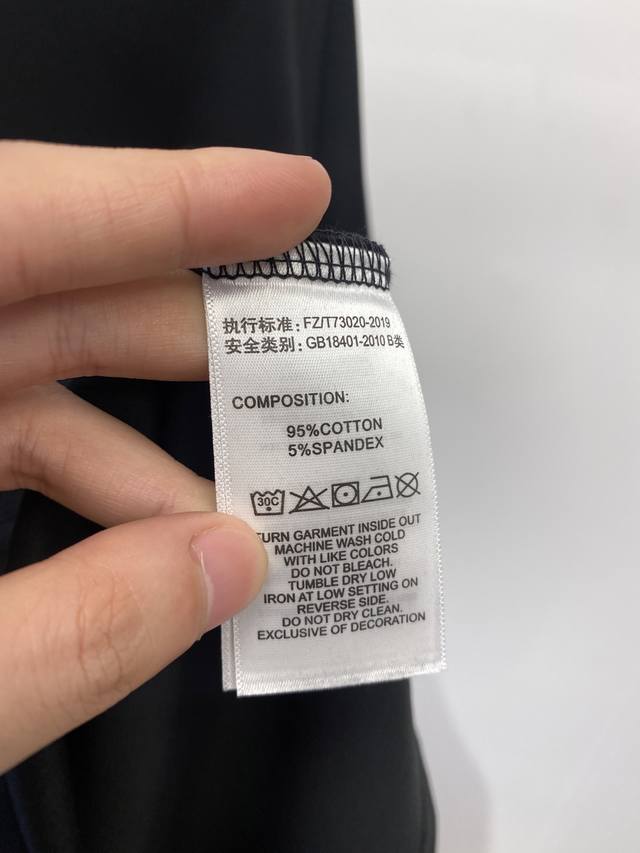 执行标准: FZ/T73020-2019
安全类别: GB18401-2010 B类
COMPOSITION:
95%COTTON
5%SPANDEX
30C
GARMENT INSIDE OUT
MACHINE WASH COLD
WITH LIKE COLORS
DO NOT BLEACH.
TUMBLE DRY LOW
IRON AT LOW SETTING ON
REVERSE SIDE.
DO NOT DRY CLEAN.
EXCLUSIVE OF DECORATION